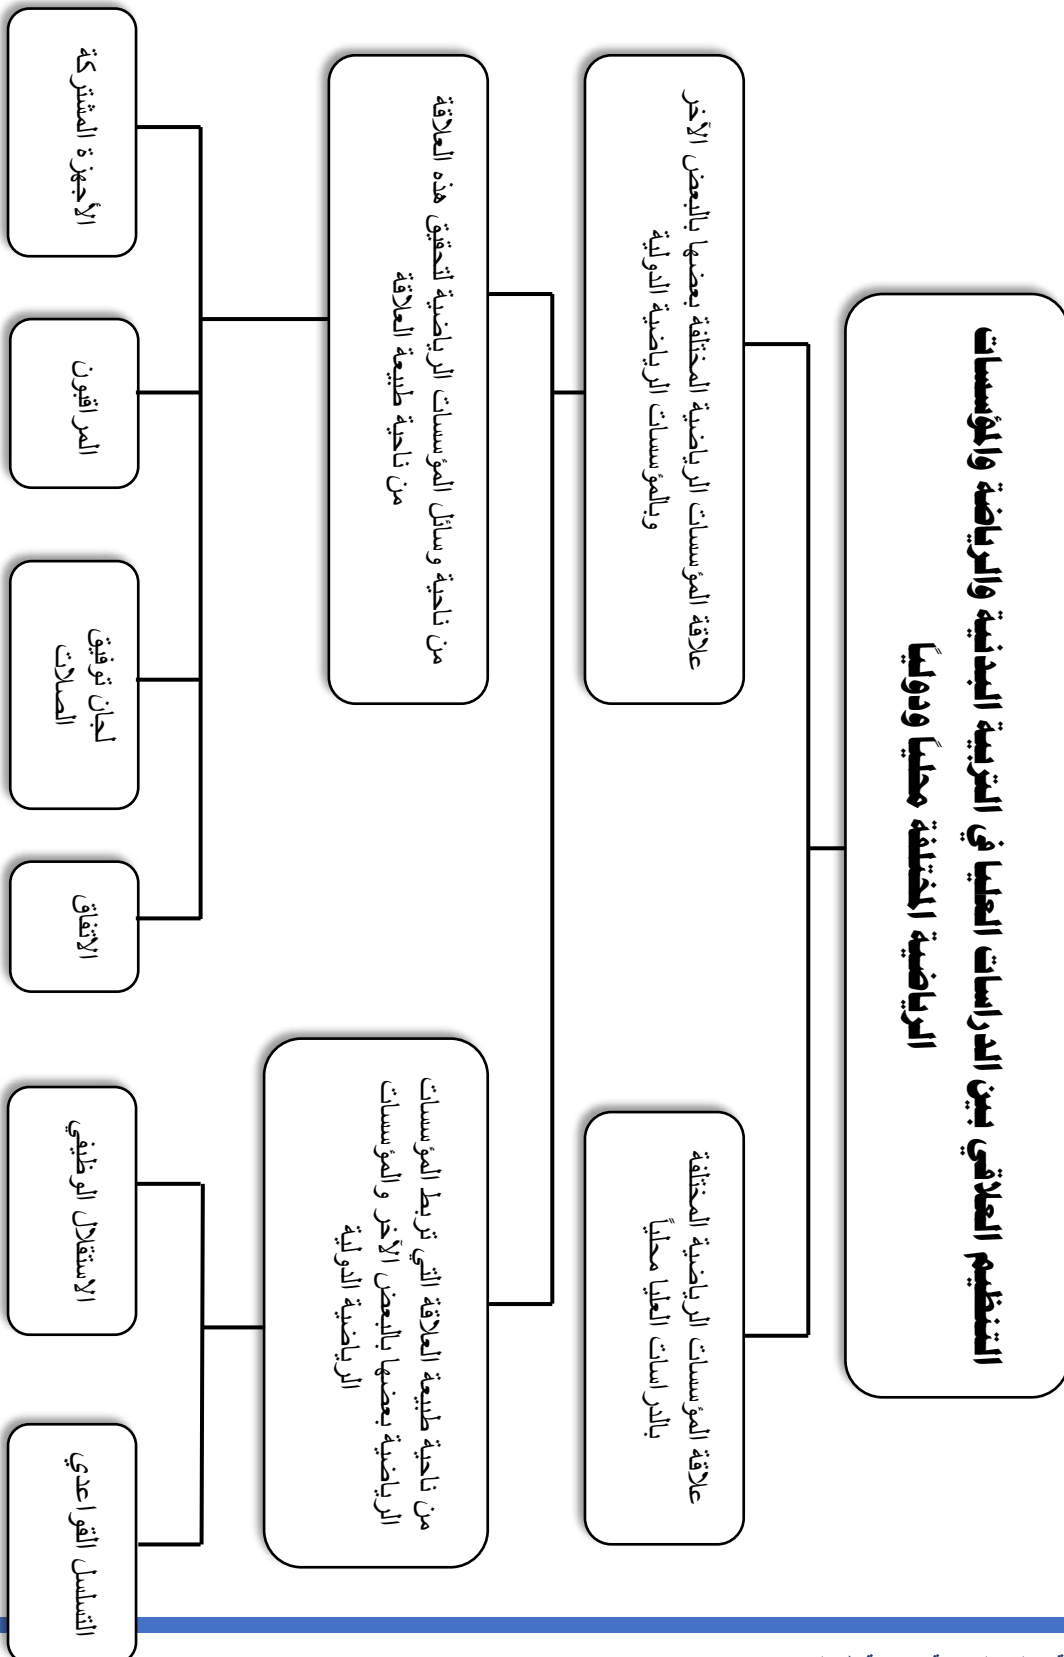 التنظيم العلاقي بين الدراسات العليا في التربية البدنية والرياضة والمؤسسات
الرياضية المختلفة محلياً ودولياً
علاقة المؤسسات الرياضية المختلفة
بالدراسات العليا محلياً
علاقة المؤسسات الرياضية المختلفة بعضها بالبعض الآخر
وبالمؤسسات الرياضية الدولية
من ناحية طبيعة العلاقة التي تربط المؤسسات
الرياضية بعضها بالبعض الآخر والمؤسسات
الرياضية الدولية
من ناحية وسائل المؤسسات الرياضية لتحقيق هذه العلاقة
من ناحية طبيعة العلاقة
التسلسل القواعدي
الاستقلال الوظيفي
الاتفاق
لجان توفيق
الصلات
المراقبون
الأجهزة المشتركة